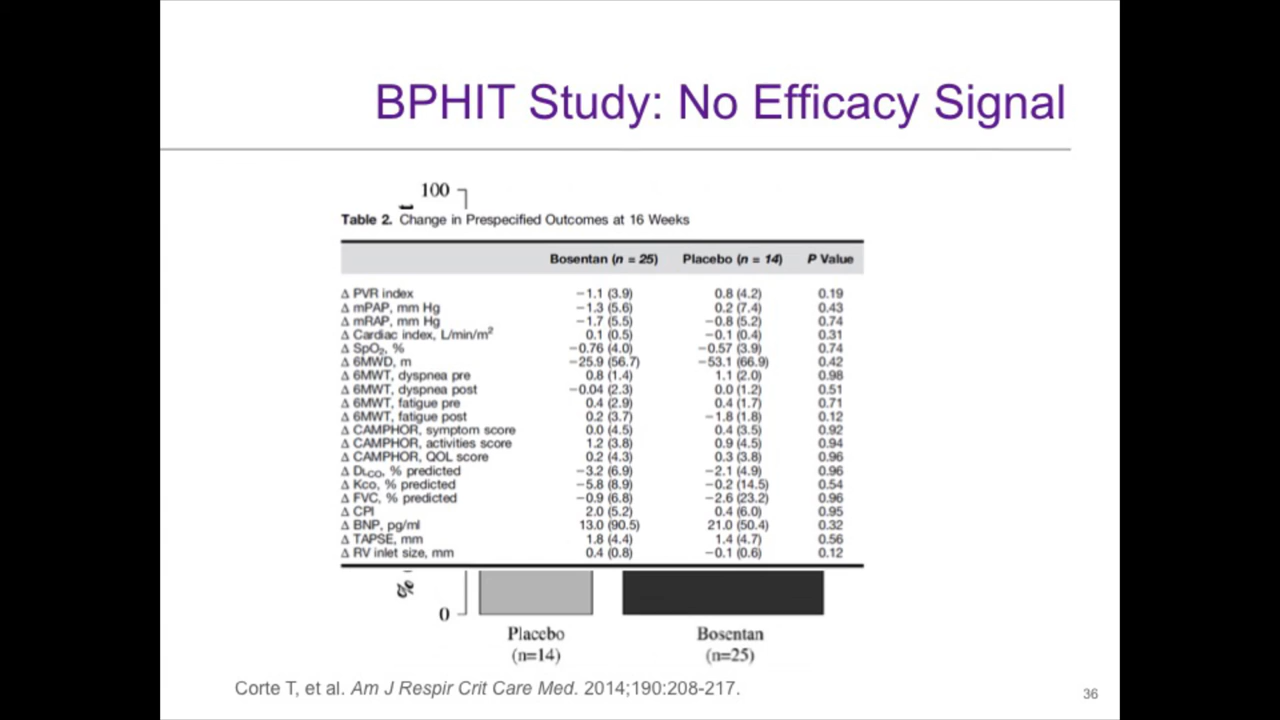 BPHIT Study: No Efficacy Signal
100
Table 2. Change in Prespecified Outcomes at 16 Weeks
Bosentan (n = 25) Placebo (n = 14) P Value
Δ PVR index −1.1 (3.9) 0.8 (4.2) 0.19
Δ mPAP, mm Hg −1.3 (5.6) 0.2 (7.4) 0.43
Δ mRAP, mm Hg −1.7 (5.5) −0.8 (5.2) 0.74
Δ Cardiac index, L/min/m² 0.1 (0.5) −0.1 (0.4) 0.31
Δ SpO₂, % −0.76 (4.0) −0.57 (3.9) 0.74
Δ 6MWD, m −25.9 (56.7) −53.1 (66.9) 0.42
Δ 6MWT, dyspnea pre 0.8 (1.4) 1.1 (2.0) 0.98
Δ 6MWT, dyspnea post −0.04 (2.3) 0.0 (1.2) 0.51
Δ 6MWT, fatigue pre 0.4 (2.9) 0.4 (1.7) 0.71
Δ 6MWT, fatigue post 0.2 (3.7) −1.8 (1.8) 0.12
Δ CAMPHOR, symptom score 0.0 (4.5) 0.4 (3.5) 0.92
Δ CAMPHOR, activities score 1.2 (3.8) 0.9 (4.5) 0.94
Δ CAMPHOR, QOL score 0.2 (4.3) 0.3 (3.8) 0.96
Δ DLCO, % predicted −3.2 (6.9) −2.1 (4.9) 0.96
Δ Kco, % predicted −5.8 (8.9) −0.2 (14.5) 0.54
Δ FVC, % predicted −0.9 (6.8) −2.6 (23.2) 0.96
Δ CPI 2.0 (5.2) 0.4 (6.0) 0.95
Δ BNP, pg/ml 13.0 (90.5) 21.0 (50.4) 0.32
Δ TAPSE, mm 1.8 (4.4) 1.4 (4.7) 0.56
Δ RV inlet size, mm 0.4 (0.8) −0.1 (0.6) 0.12
0
Placebo Bosentan
(n=14) (n=25)
Corte T, et al. Am J Respir Crit Care Med. 2014;190:208-217.
36